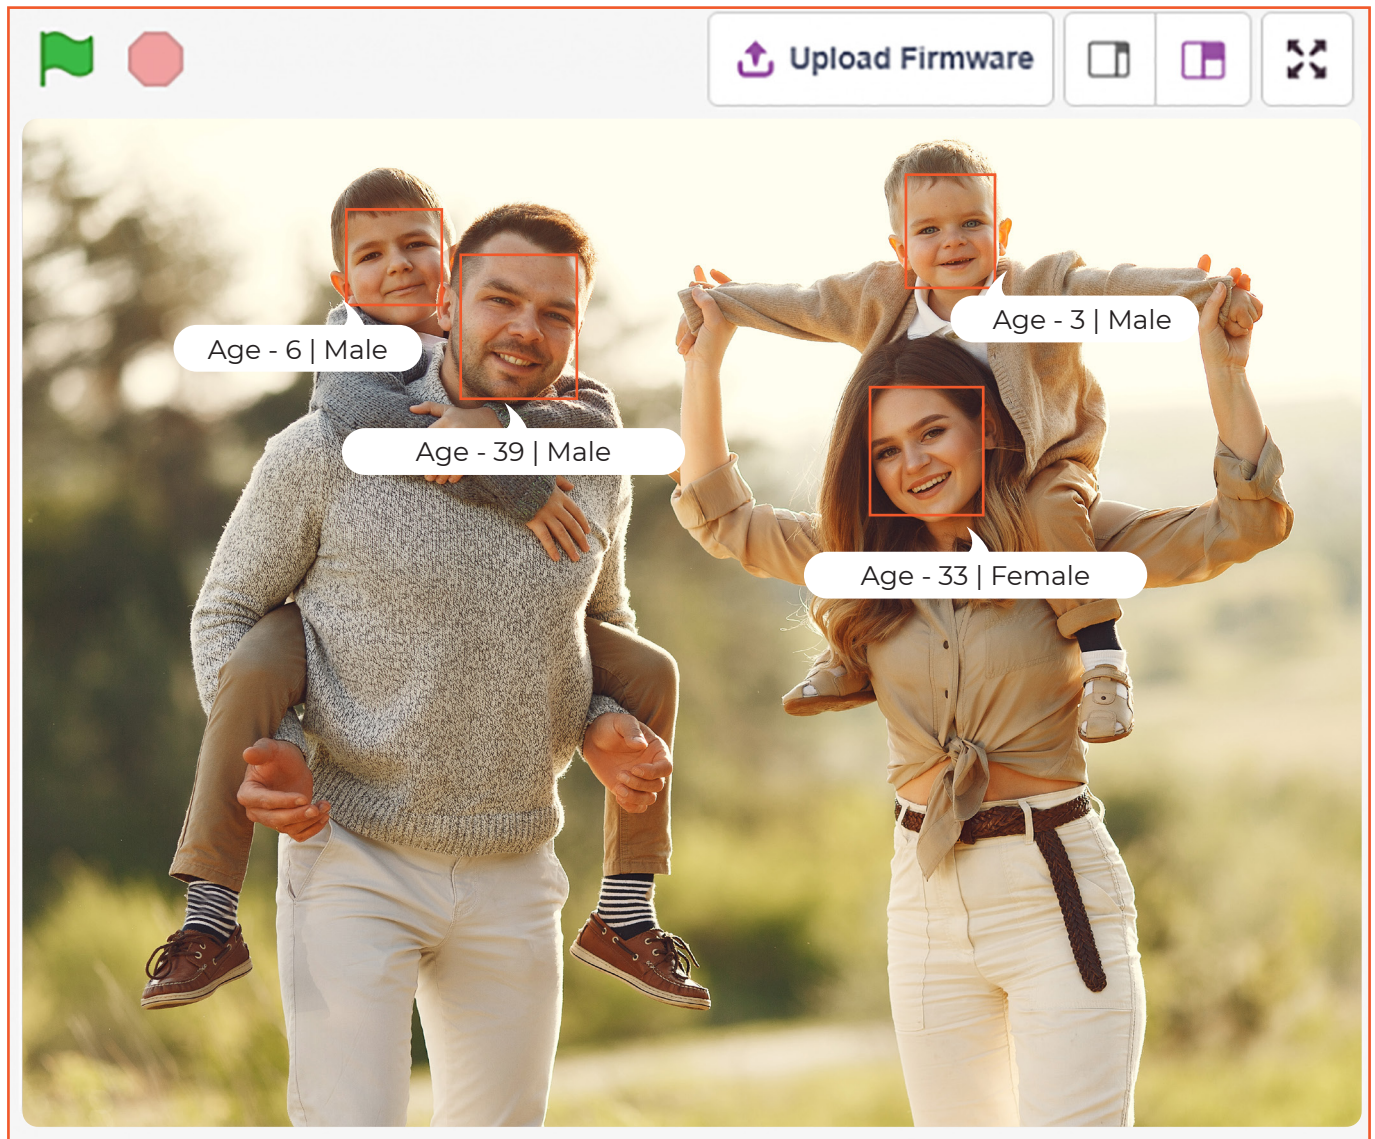 Upload Firmware
Age - 3 | Male
Age - 6 | Male
Age - 39 | Male
Age - 33 | Female